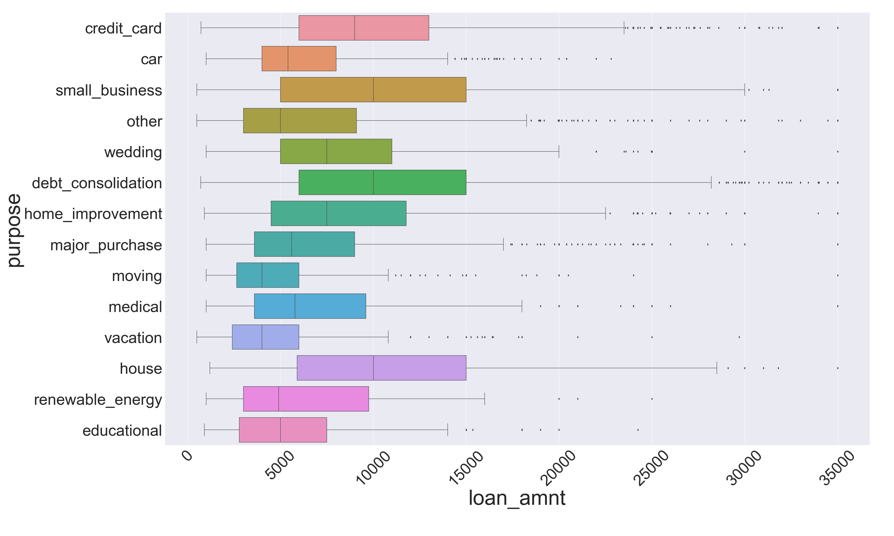 credit_card
car
small_business
other
wedding
debt_consolidation
home_improvement
major_purchase
moving
medical
vacation
house
renewable_energy
educational
purpose
0 5000 10000 15000 20000 25000 30000 35000
loan_amnt